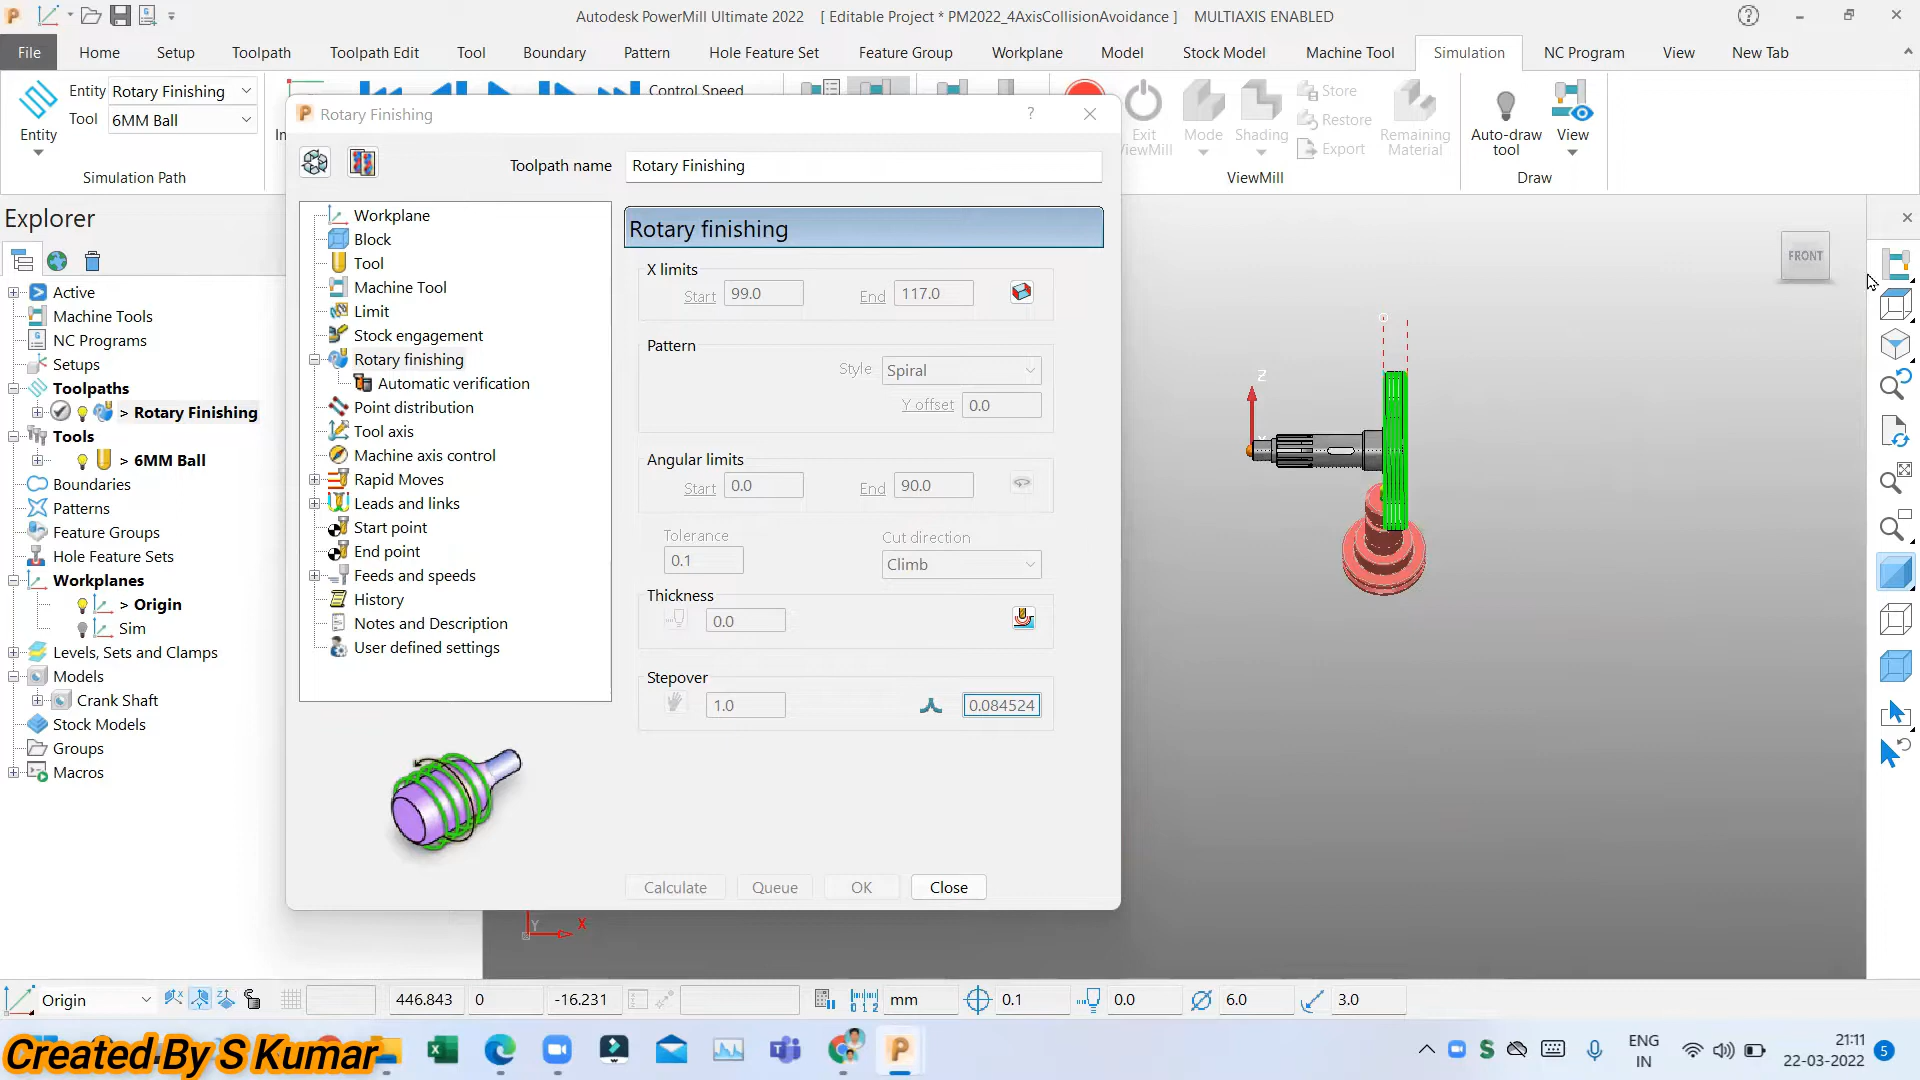 Autodesk PowerMill Ultimate 2022 [ Editable Project * PM2022_4AxisCollisionAvoidance ] MULTIAXIS ENABLED
File Home Setup Toolpath Toolpath Edit Tool Boundary Pattern Hole Feature Set Feature Group Workplane Model Stock Model Machine Tool Simulation NC Program View New Tab
Entity
Entity Rotary Finishing
Tool 6MM Ball
Simulation Path
Control Speed
Exit
ViewMill
Mode
Shading
Store
Restore
Export
Remaining
Material
ViewMill
Auto-draw
tool
View
Draw
Rotary Finishing
Toolpath name Rotary Finishing
Workplane
Block
Tool
Machine Tool
Limit
Stock engagement
Rotary finishing
Automatic verification
Point distribution
Tool axis
Machine axis control
Rapid Moves
Leads and links
Start point
End point
Feeds and speeds
History
Notes and Description
User defined settings
Rotary finishing
X limits
Start 99.0 End 117.0
Pattern
Style Spiral
Y offset 0.0
Angular limits
Start 0.0 End 90.0
Tolerance
0.1
Cut direction
Climb
Thickness
0.0
Stepover
1.0 0.084524
Calculate Queue OK Close
Explorer
Active
Machine Tools
NC Programs
Setups
Toolpaths
> Rotary Finishing
Tools
> 6MM Ball
Boundaries
Patterns
Feature Groups
Hole Feature Sets
Workplanes
> Origin
Sim
Levels, Sets and Clamps
Models
Crank Shaft
Stock Models
Groups
Macros
FRONT
Z
Y X
Origin 446.843 0 -16.231 mm 0.1 0.0 6.0 3.0
Created By S Kumar
ENG
IN
21:11
22-03-2022
5